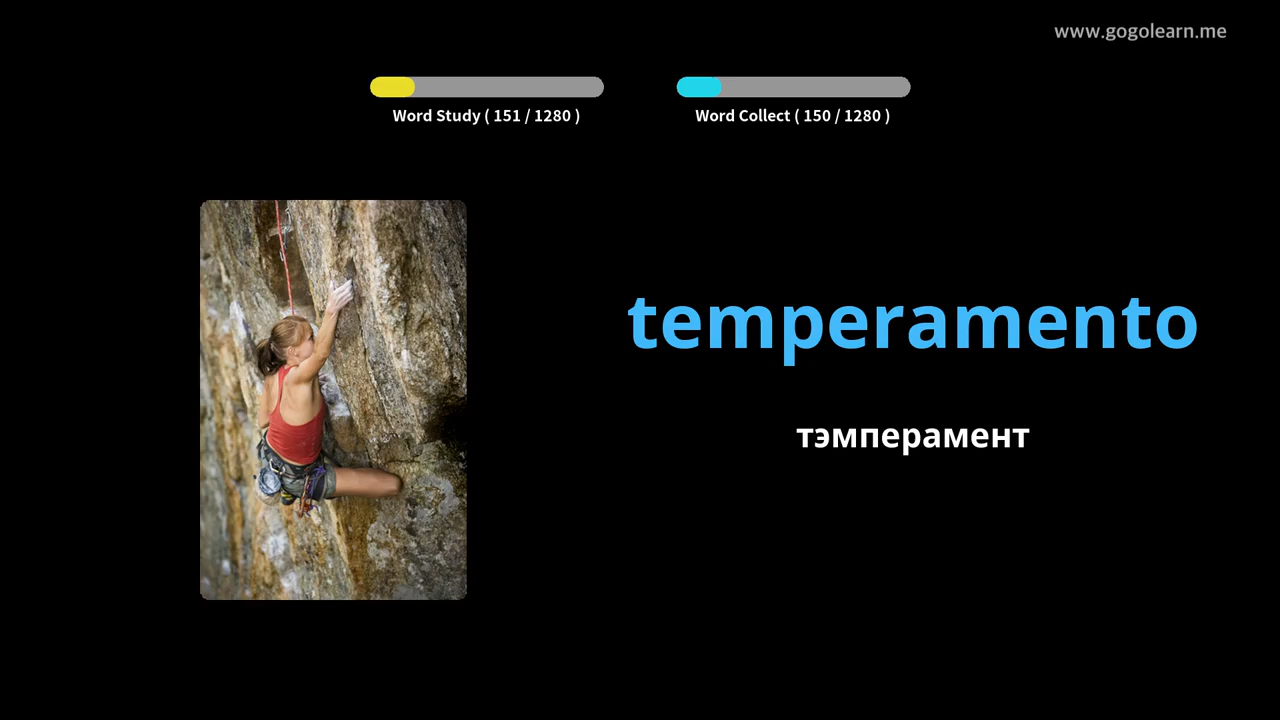 www.gogolearn.me
Word Study ( 151 / 1280 )
Word Collect ( 150 / 1280 )
temperamento
тэмперамент